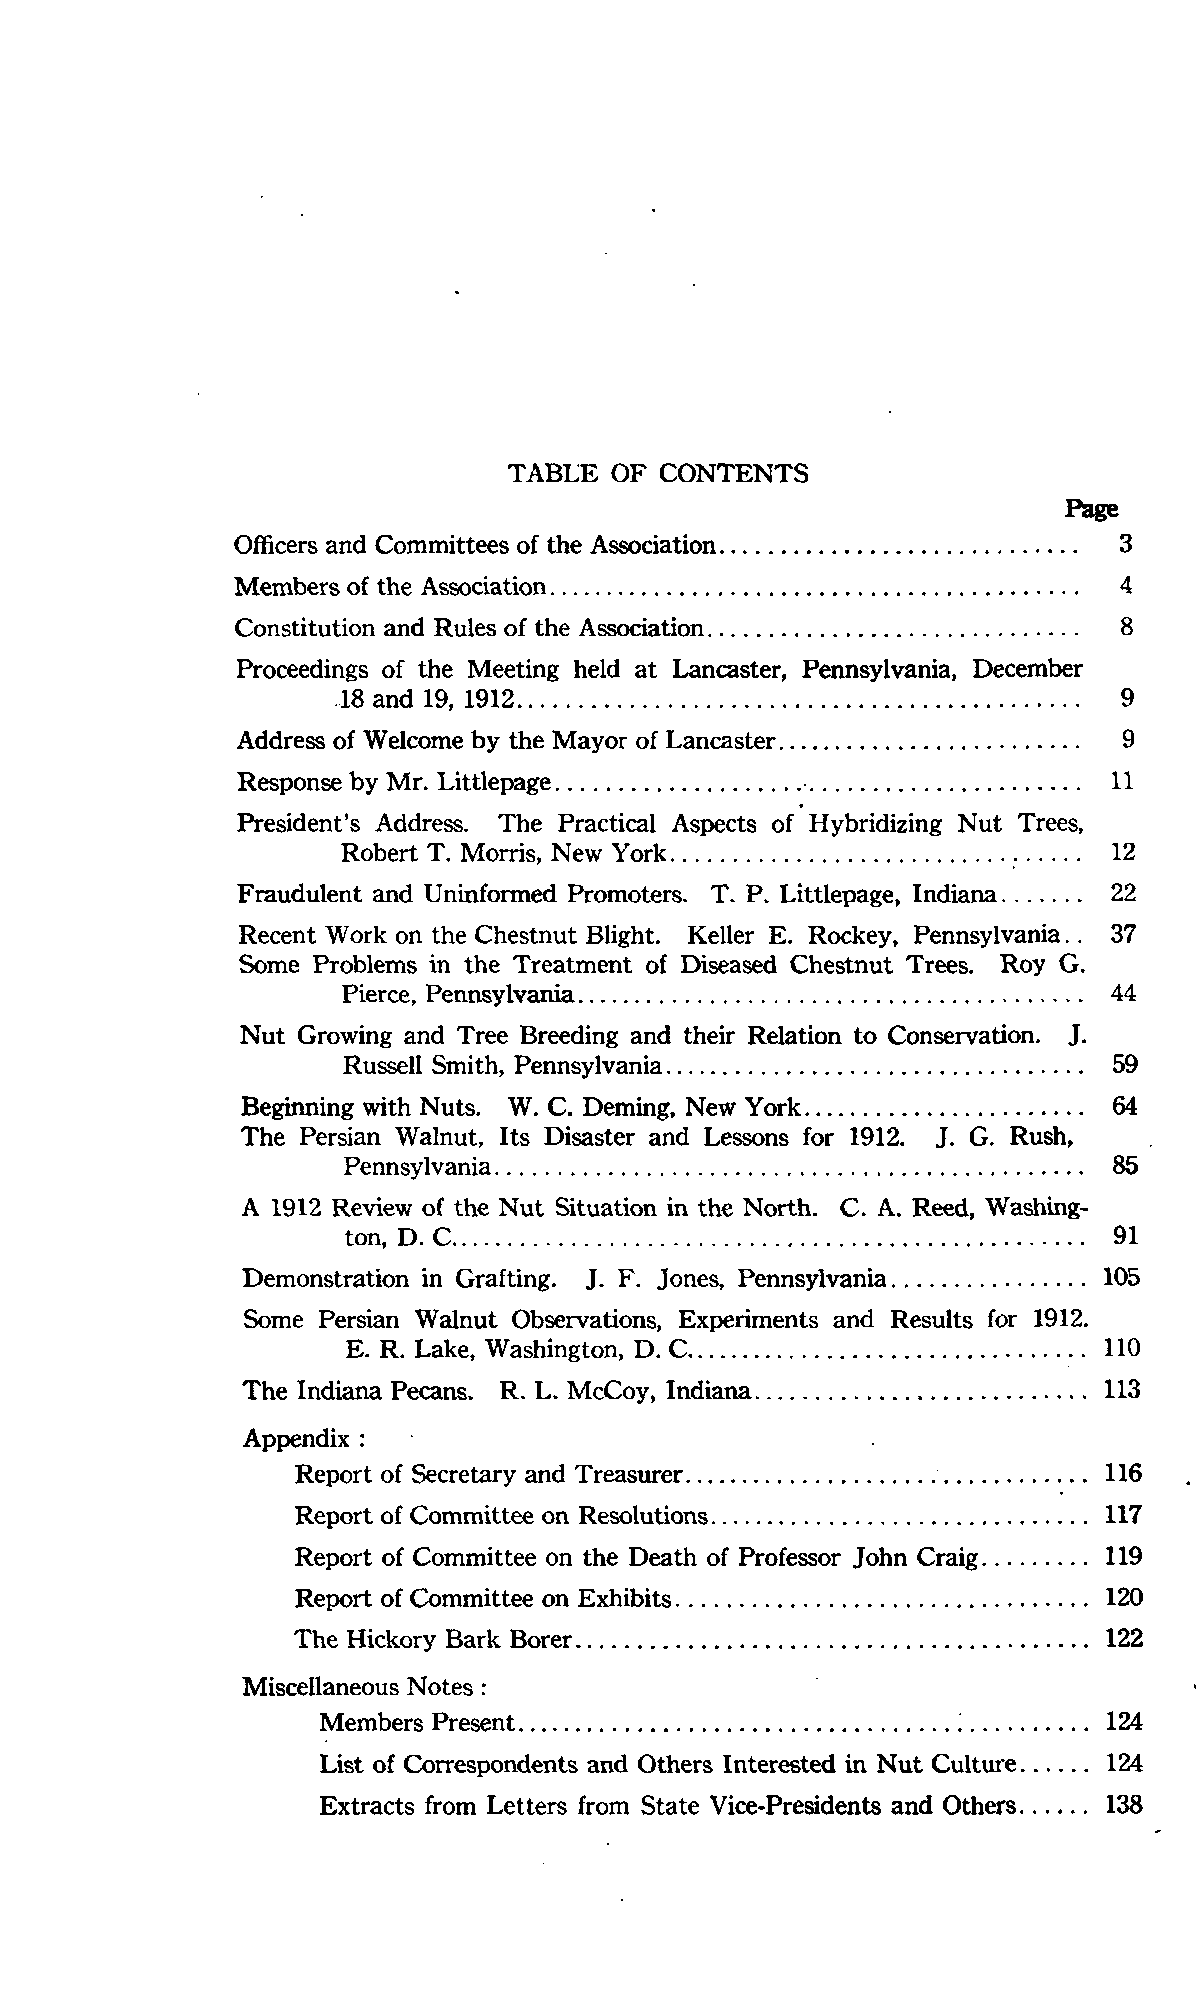 TABLE OF CONTENTS
Page
Officers and Committees of the Association.............................. 3
Members of the Association........................................... 4
Constitution and Rules of the Association.............................. 8
Proceedings of the Meeting held at Lancaster, Pennsylvania, December
18 and 19, 1912.............................................. 9
Address of Welcome by the Mayor of Lancaster......................... 9
Response by Mr. Littlepage........................................... 11
President's Address. The Practical Aspects of Hybridizing Nut Trees,
Robert T. Morris, New York.................................. 12
Fraudulent and Uninformed Promoters. T. P. Littlepage, Indiana....... 22
Recent Work on the Chestnut Blight. Keller E. Rockey, Pennsylvania.. 37
Some Problems in the Treatment of Diseased Chestnut Trees. Roy G.
Pierce, Pennsylvania......................................... 44
Nut Growing and Tree Breeding and their Relation to Conservation. J.
Russell Smith, Pennsylvania.................................. 59
Beginning with Nuts. W. C. Deming, New York....................... 64
The Persian Walnut, Its Disaster and Lessons for 1912. J. G. Rush,
Pennsylvania................................................ 85
A 1912 Review of the Nut Situation in the North. C. A. Reed, Washing-
ton, D. C................................................... 91
Demonstration in Grafting. J. F. Jones, Pennsylvania................ 105
Some Persian Walnut Observations, Experiments and Results for 1912.
E. R. Lake, Washington, D. C................................ 110
The Indiana Pecans. R. L. McCoy, Indiana........................... 113
Appendix :
Report of Secretary and Treasurer................................. 116
Report of Committee on Resolutions............................... 117
Report of Committee on the Death of Professor John Craig......... 119
Report of Committee on Exhibits.................................. 120
The Hickory Bark Borer.......................................... 122
Miscellaneous Notes :
Members Present.............................................. 124
List of Correspondents and Others Interested in Nut Culture...... 124
Extracts from Letters from State Vice-Presidents and Others...... 138